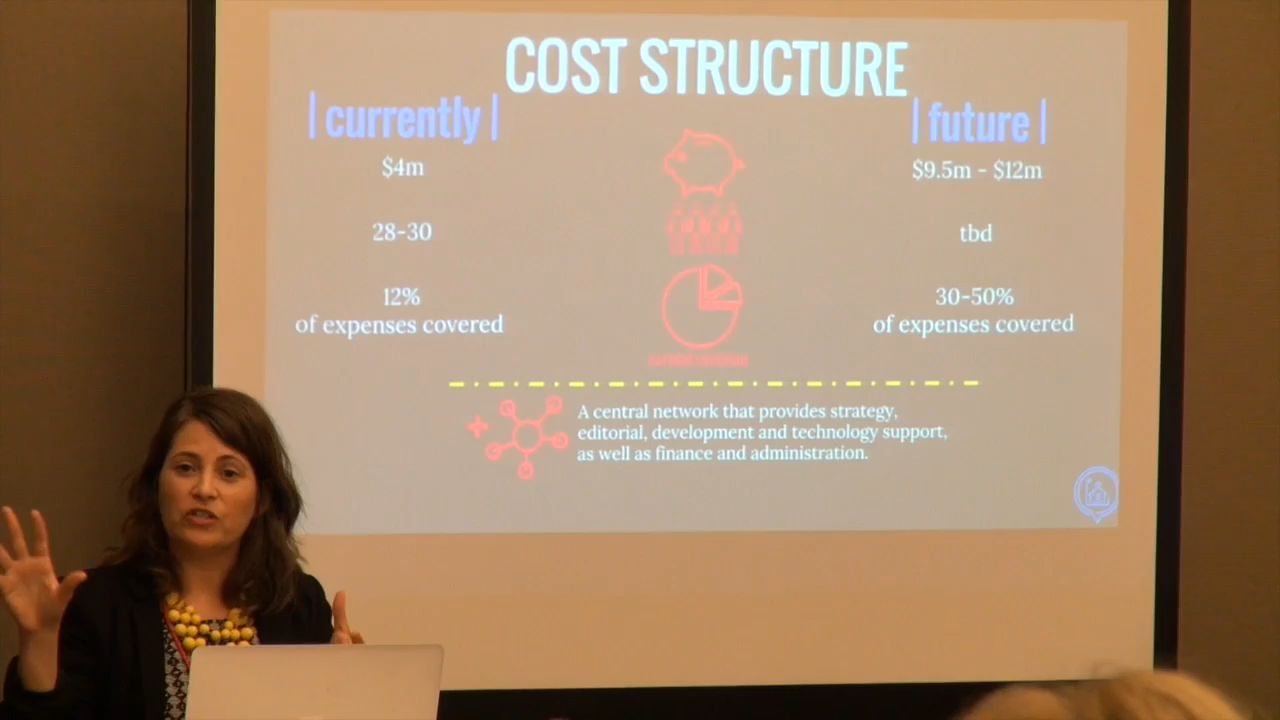 COST STRUCTURE
| currently |
| future |
$4m
$9.5m - $12m
28-30
tbd
12%
of expenses covered
30-50%
of expenses covered
A central network that provides strategy,
editorial, development and technology support,
as well as finance and administration.